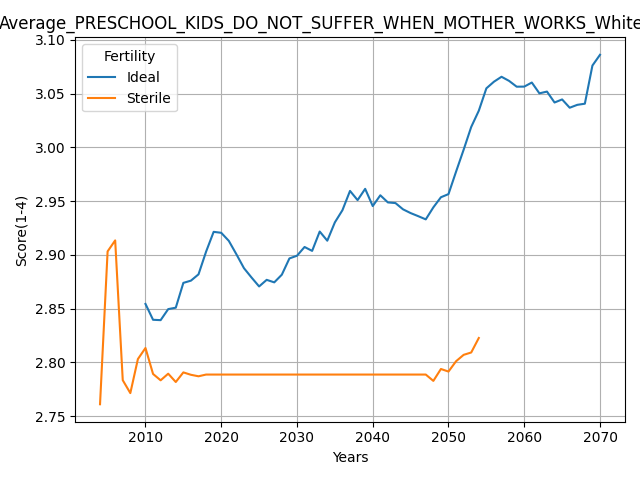 Average_PRESCHOOL_KIDS_DO_NOT_SUFFER_WHEN_MOTHER_WORKS_White
3.10
3.05
3.00
2.95
2.90
2.85
2.80
2.75
Score(1-4)
Fertility
Ideal
Sterile
2010 2020 2030 2040 2050 2060 2070
Years